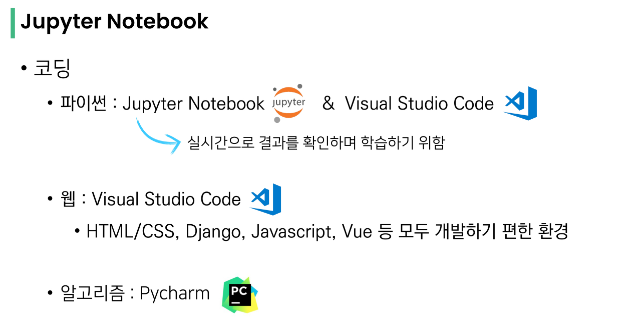 Jupyter Notebook
• 코딩
• 파이썬 : Jupyter Notebook jupyter & Visual Studio Code
실시간으로 결과를 확인하며 학습하기 위함
• 웹 : Visual Studio Code
• HTML/CSS, Django, Javascript, Vue 등 모두 개발하기 편한 환경
• 알고리즘 : Pycharm PC